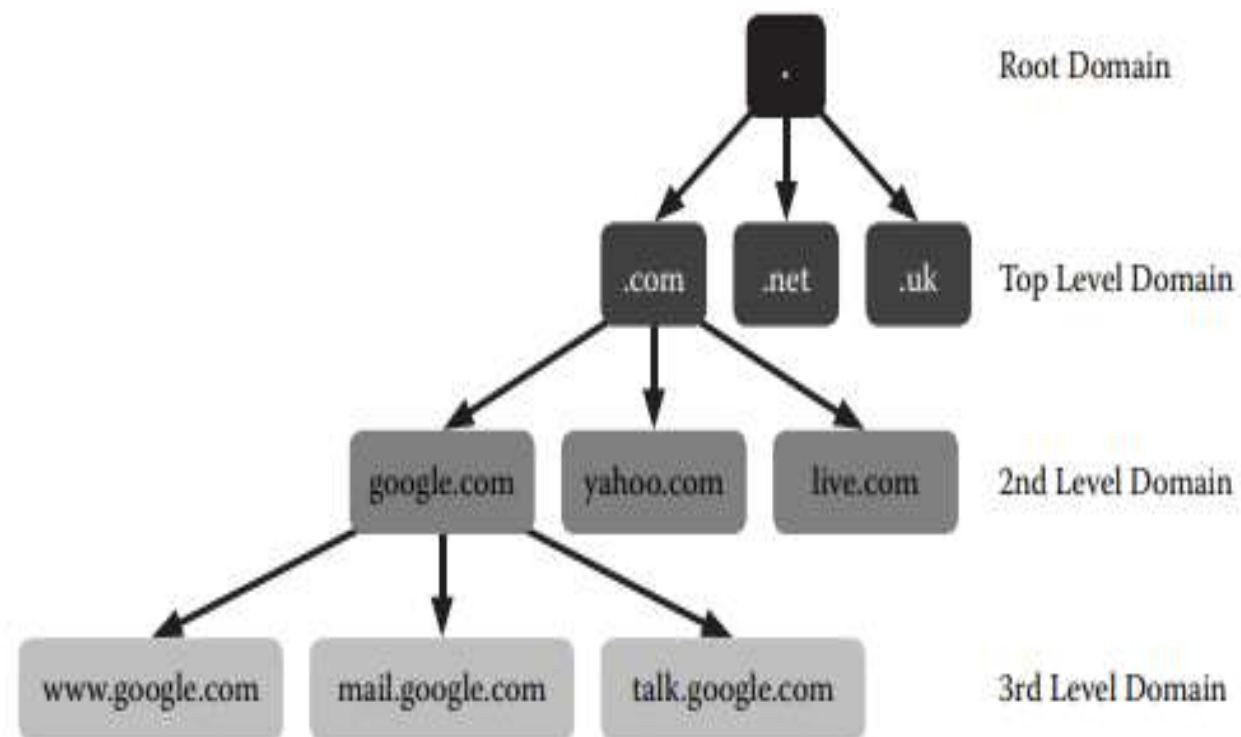 .
Root Domain
.com .net .uk Top Level Domain
google.com yahoo.com live.com 2nd Level Domain
www.google.com mail.google.com talk.google.com 3rd Level Domain